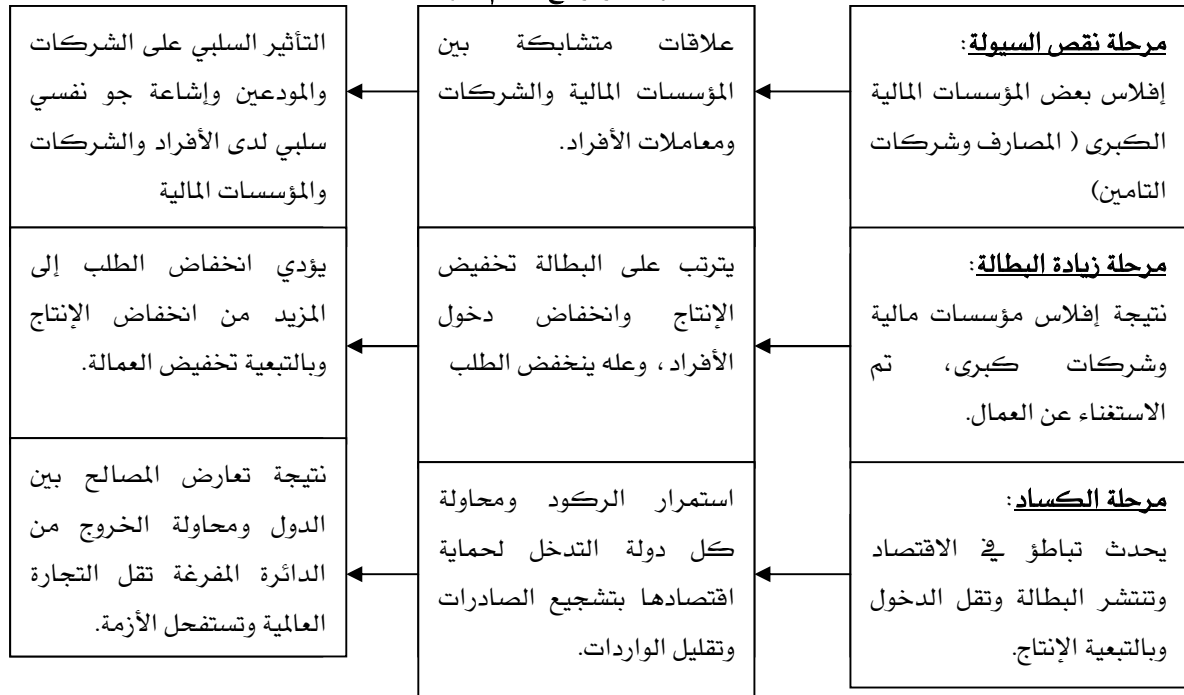 مرحلة نقص السيولة:
إفلاس بعض المؤسسات المالية
الكبرى ( المصارف وشركات
التامين)
علاقات متشابكة بين
المؤسسات المالية والشركات
ومعاملات الأفراد.
التأثير السلبي على الشركات
والمودعين وإشاعة جو نفسي
سلبي لدى الأفراد والشركات
والمؤسسات المالية
مرحلة زيادة البطالة:
نتيجة إفلاس مؤسسات مالية
وشركات كبرى، تم
الاستغناء عن العمال.
يترتب على البطالة تخفيض
الإنتاج وانخفاض دخول
الأفراد ، وعله ينخفض الطلب
يؤدي انخفاض الطلب إلى
المزيد من انخفاض الإنتاج
وبالتبعية تخفيض العمالة.
مرحلة الكساد:
يحدث تباطؤ في الاقتصاد
وتنتشر البطالة وتقل الدخول
وبالتبعية الإنتاج.
استمرار الركود ومحاولة
كل دولة التدخل لحماية
اقتصادها بتشجيع الصادرات
وتقليل الواردات.
نتيجة تعارض المصالح بين
الدول ومحاولة الخروج من
الدائرة المفرغة تقل التجارة
العالمية وتستفحل الأزمة.